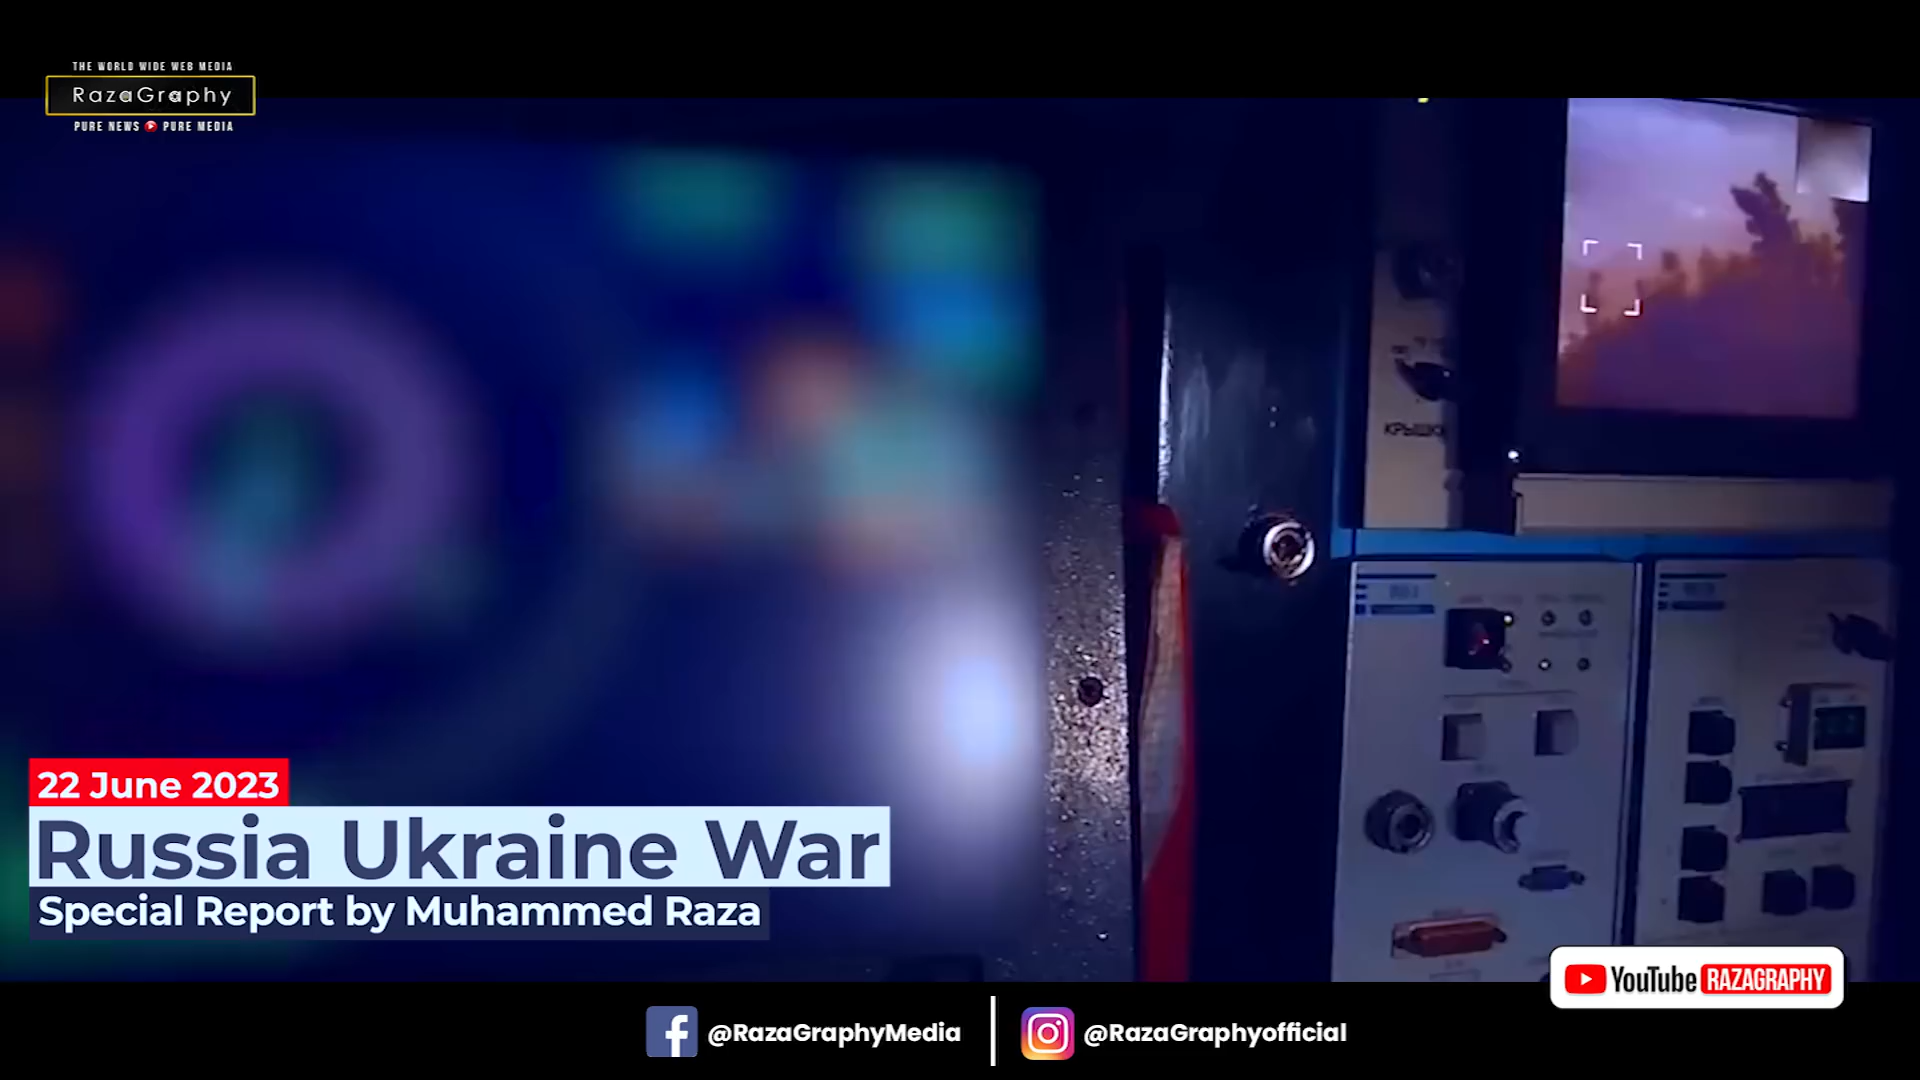 THE WORLD WIDE WEB MEDIA
RazaGraphy
PURE NEWS PURE MEDIA
22 June 2023
Russia Ukraine War
Special Report by Muhammed Raza
YouTube RAZAGRAPHY
@RazaGraphyMedia
@RazaGraphyofficial